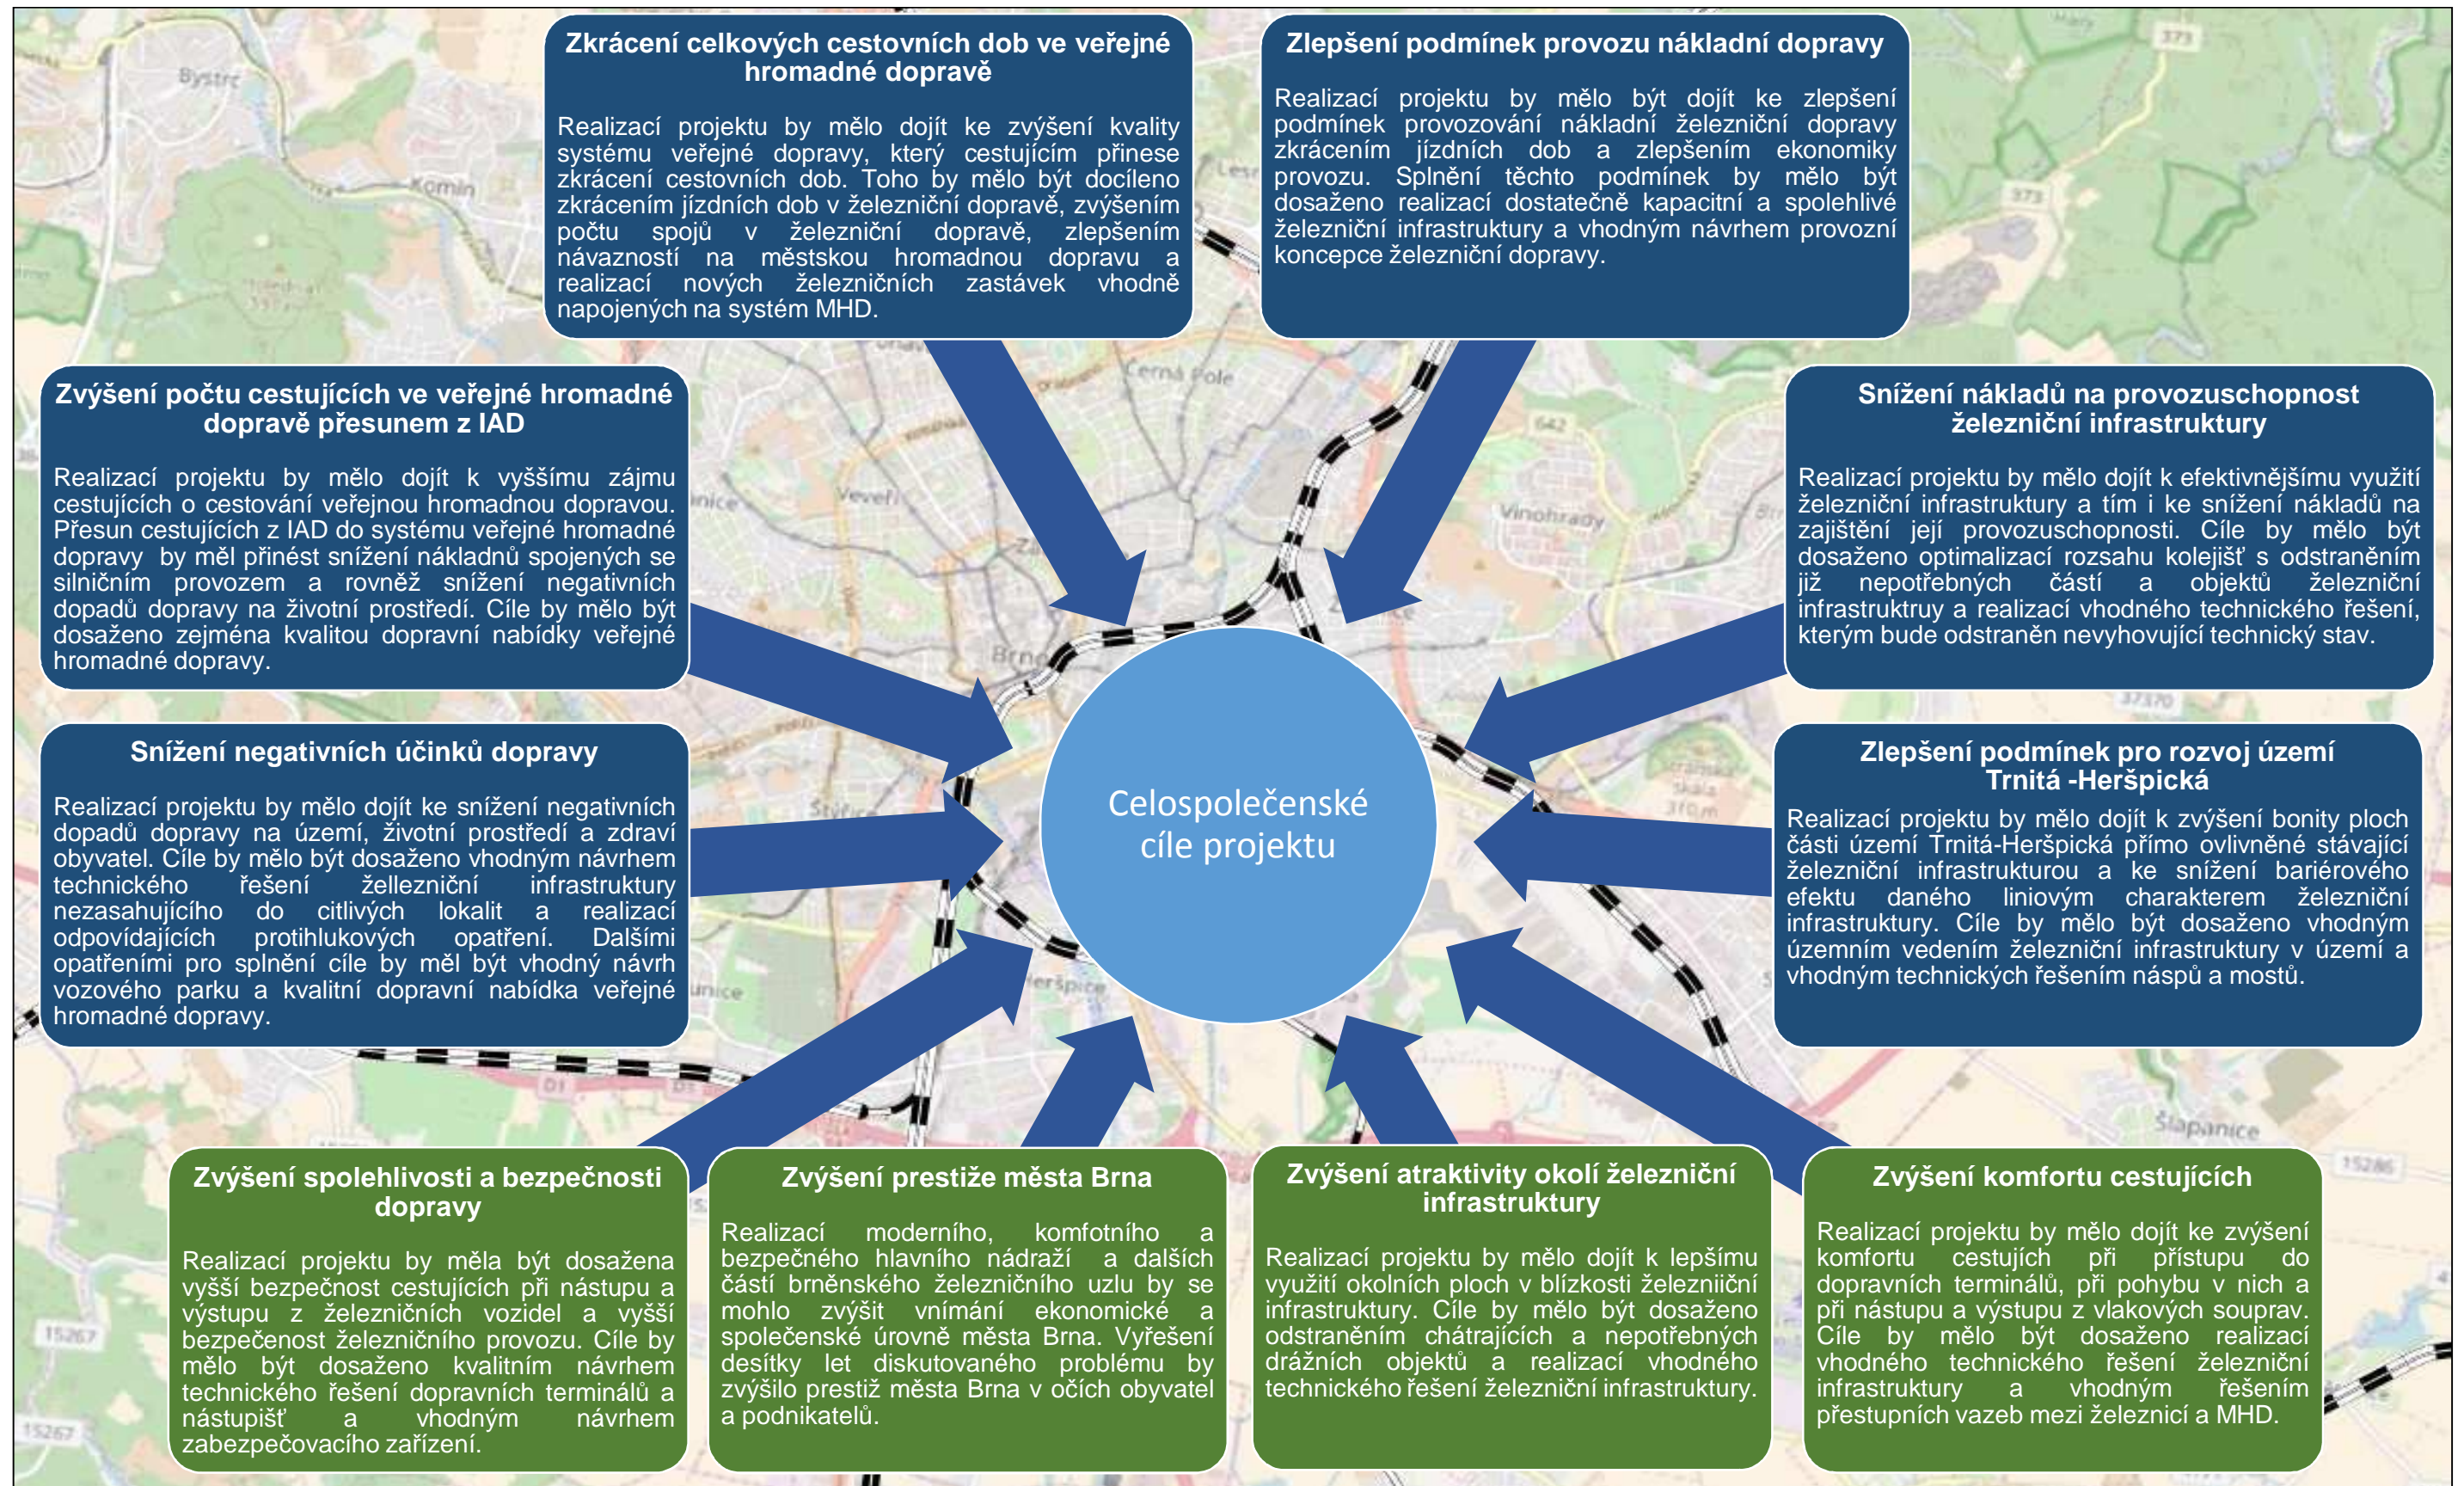 Zkrácení celkových cestovních dob ve veřejné
hromadné dopravě
Realizací projektu by mělo dojít ke zvýšení kvality
systému veřejné dopravy, který cestujícím přinese
zkrácení cestovních dob. Toho by mělo být docíleno
zkrácením jízdních dob v železniční dopravě, zvýšením
počtu spojů v železniční dopravě, zlepšením
návazností na městskou hromadnou dopravu a
realizací nových železničních zastávek vhodně
napojených na systém MHD.
Zlepšení podmínek provozu nákladní dopravy
Realizací projektu by mělo být dojít ke zlepšení
podmínek provozování nákladní železniční dopravy
zkrácením jízdních dob a zlepšením ekonomiky
provozu. Splnění těchto podmínek by mělo být
dosaženo realizací dostatečně kapacitní a spolehlivé
železniční infrastruktury a vhodným návrhem provozní
koncepce železniční dopravy.
Zvýšení počtu cestujících ve veřejné hromadné
dopravě přesunem z IAD
Realizací projektu by mělo dojít k vyššímu zájmu
cestujících o cestování veřejnou hromadnou dopravou.
Přesun cestujících z IAD do systému veřejné hromadné
dopravy by měl přinést snížení nákladnů spojených se
silničním provozem a rovněž snížení negativních
dopadů dopravy na životní prostředí. Cíle by mělo být
dosaženo zejména kvalitou dopravní nabídky veřejné
hromadné dopravy.
Snížení nákladů na provozuschopnost
železniční infrastruktury
Realizací projektu by mělo dojít k efektivnějšímu využití
železniční infrastruktury a tím i ke snížení nákladů na
zajištění její provozuschopnosti. Cíle by mělo být
dosaženo optimalizací rozsahu kolejišť s odstraněním
již nepotřebných částí a objektů železniční
infrastruktruy a realizací vhodného technického řešení,
kterým bude odstraněn nevyhovující technický stav.
Snížení negativních účinků dopravy
Realizací projektu by mělo dojít ke snížení negativních
dopadů dopravy na území, životní prostředí a zdraví
obyvatel. Cíle by mělo být dosaženo vhodným návrhem
technického řešení žellezniční infrastruktury
nezasahujícího do citlivých lokalit a realizací
odpovídajících protihlukových opatření. Dalšími
opatřeními pro splnění cíle by měl být vhodný návrh
vozového parku a kvalitní dopravní nabídka veřejné
hromadné dopravy.
Celospolečenské
cíle projektu
Zlepšení podmínek pro rozvoj území
Trnitá -Heršpická
Realizací projektu by mělo dojít k zvýšení bonity ploch
části území Trnitá-Heršpická přímo ovlivněné stávající
železniční infrastrukturou a ke snížení bariérového
efektu daného liniovým charakterem železniční
infrastruktury. Cíle by mělo být dosaženo vhodným
územním vedením železniční infrastruktury v území a
vhodným technických řešením náspů a mostů.
Zvýšení spolehlivosti a bezpečnosti
dopravy
Realizací projektu by měla být dosažena
vyšší bezpečnost cestujících při nástupu a
výstupu z železničních vozidel a vyšší
bezpečenost železničního provozu. Cíle by
mělo být dosaženo kvalitním návrhem
technického řešení dopravních terminálů a
nástupišť a vhodným návrhem
zabezpečovacího zařízení.
Zvýšení prestiže města Brna
Realizací moderního, komfotního a
bezpečného hlavního nádraží a dalších
částí brněnského železničního uzlu by se
mohlo zvýšit vnímání ekonomické a
společenské úrovně města Brna. Vyřešení
desítky let diskutovaného problému by
zvýšilo prestiž města Brna v očích obyvatel
a podnikatelů.
Zvýšení atraktivity okolí železniční
infrastruktury
Realizací projektu by mělo dojít k lepšímu
využití okolních ploch v blízkosti železniiční
infrastruktury. Cíle by mělo být dosaženo
odstraněním chátrajících a nepotřebných
drážních objektů a realizací vhodného
technického řešení železniční infrastruktury.
Zvýšení komfortu cestujících
Realizací projektu by mělo dojít ke zvýšení
komfortu cestujích při přístupu do
dopravních terminálů, při pohybu v nich a
při nástupu a výstupu z vlakových souprav.
Cíle by mělo být dosaženo realizací
vhodného technického řešení železniční
infrastruktury a vhodným řešením
přestupních vazeb mezi železnicí a MHD.
Bystrc
Komín
Černá Pole
Veveří
Vinohrady
Brno
Šlapanice
373
373
642
37370
D1
15286
15267
15267